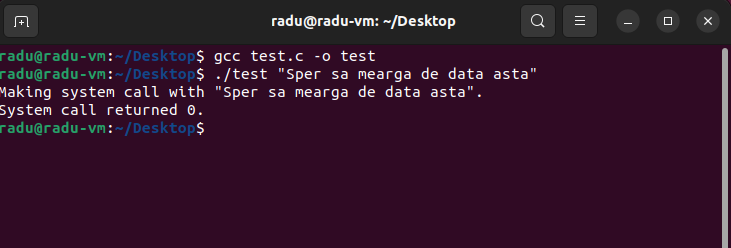 radu@radu-vm: ~/Desktop
radu@radu-vm:~/Desktop$ gcc test.c -o test
radu@radu-vm:~/Desktop$ ./test "Sper sa mearga de data asta"
Making system call with "Sper sa mearga de data asta".
System call returned 0.
radu@radu-vm:~/Desktop$